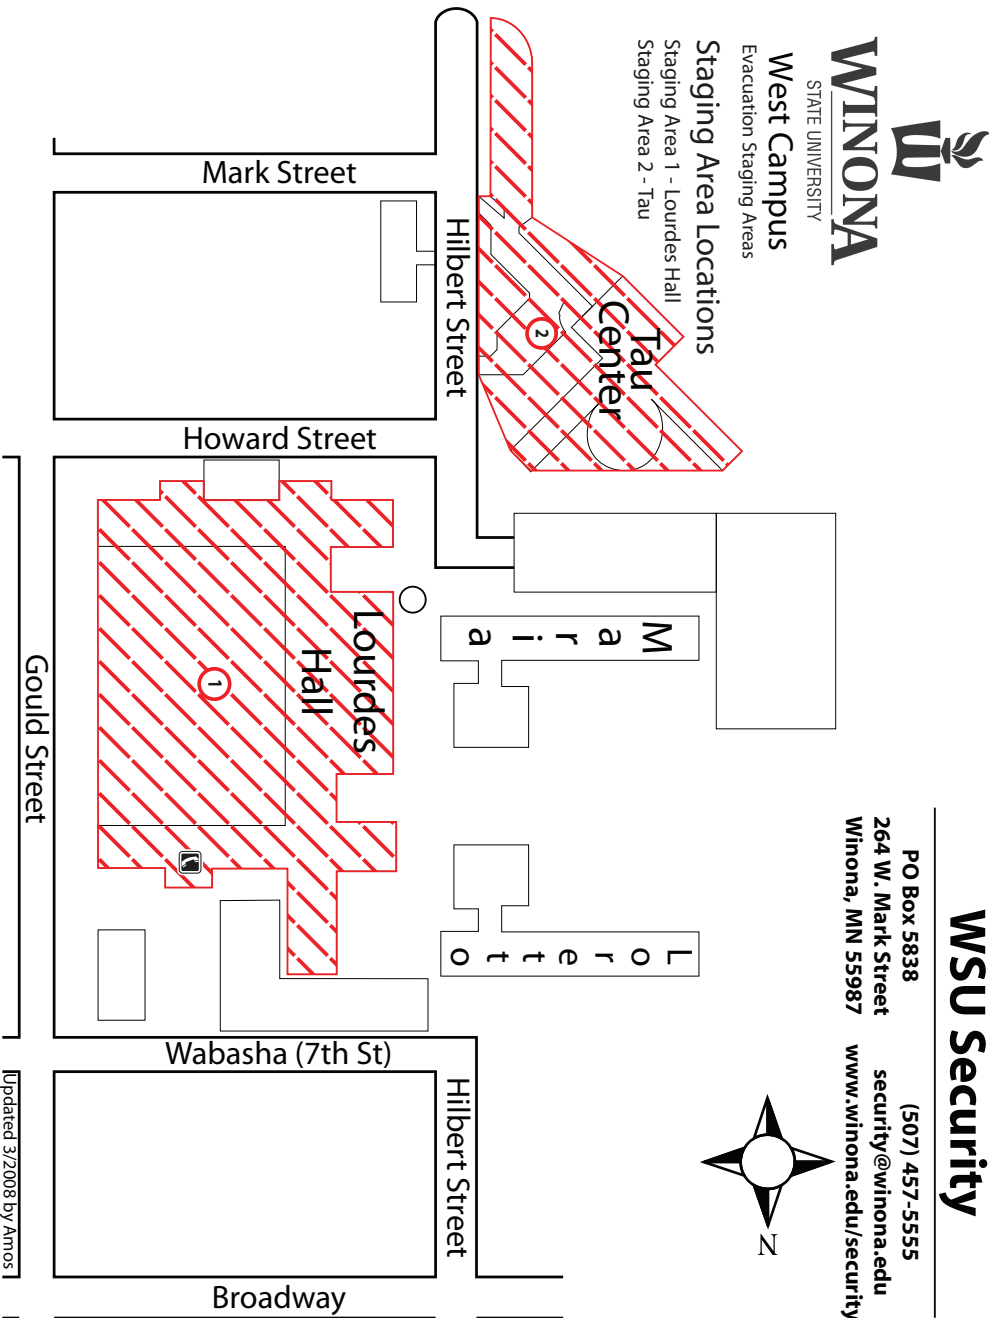 WINONA
STATE UNIVERSITY
West Campus
Evacuation Staging Areas
Staging Area Locations
Staging Area 1 - Lourdes Hall
Staging Area 2 - Tau
WSU Security
PO Box 5838
264 W. Mark Street
Winona, MN 55987
(507) 457-5555
security@winona.edu
www.winona.edu/security
Tau
Center
2
Mark Street
Hilbert Street
Howard Street
Maria
Lourdes
Hall
1
Loretto
N
Gould Street
Wabasha (7th St)
Hilbert Street
Broadway
Updated 3/2008 by Amos